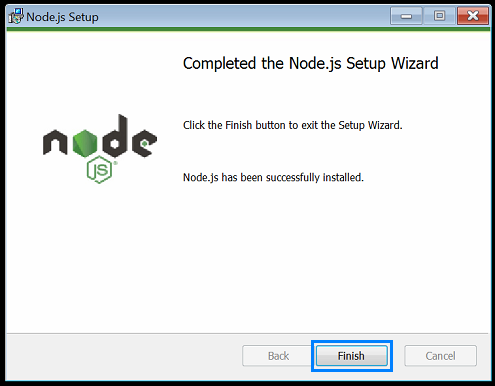 Node.js Setup
Completed the Node.js Setup Wizard
Click the Finish button to exit the Setup Wizard.
node
JS
Node.js has been successfully installed.
Back Finish Cancel